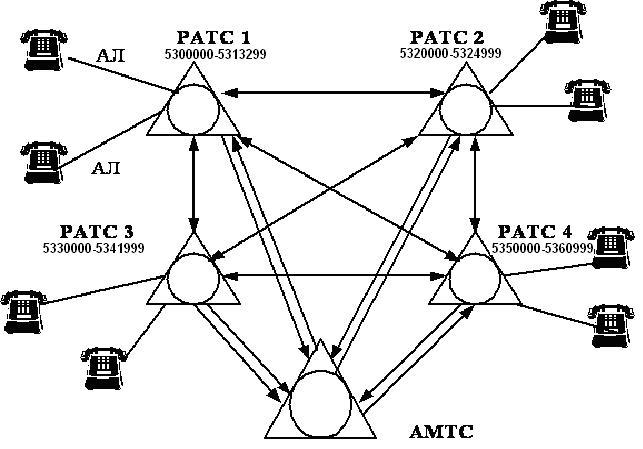 РАТС 1
5300000-5313299
РАТС 2
5320000-5324999
АЛ
АЛ
РАТС 3
5330000-5341999
РАТС 4
5350000-5360999
АМТС